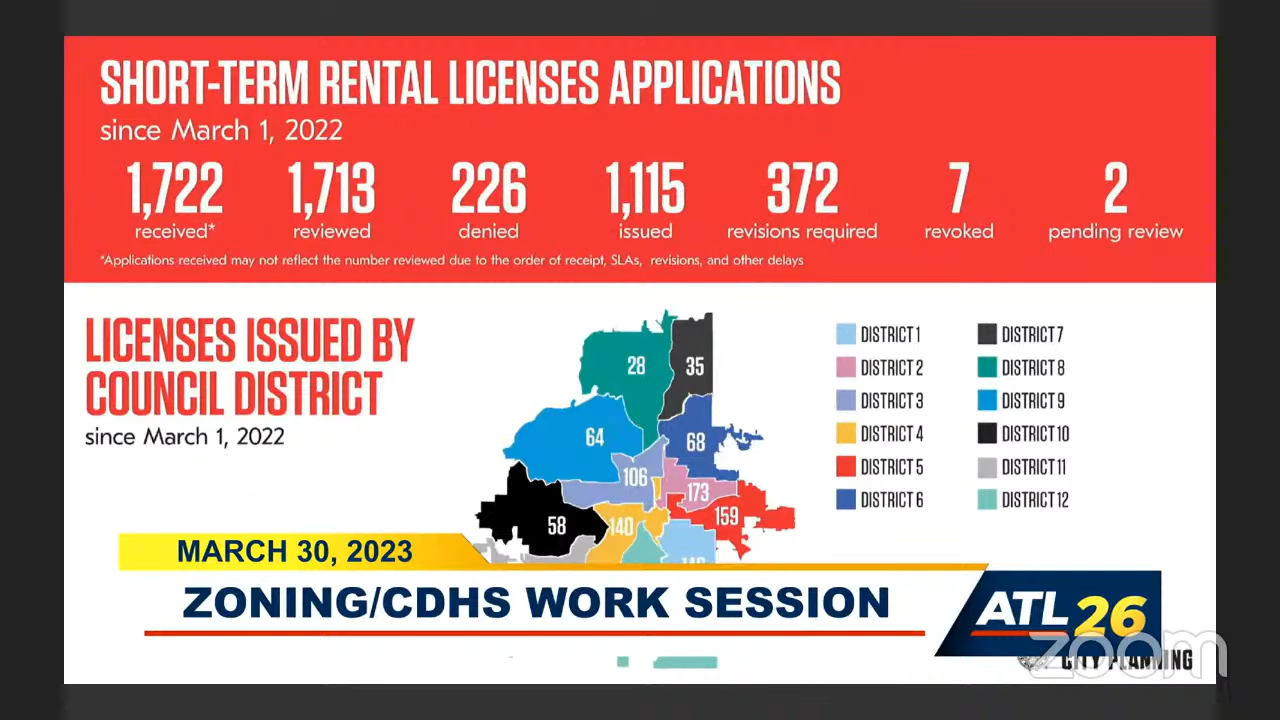 SHORT-TERM RENTAL LICENSES APPLICATIONS
since March 1, 2022
1,722 1,713 226 1,115 372 7 2
received* reviewed denied issued revisions required revoked pending review
*Applications received may not reflect the number reviewed due to the order of receipt, SLAs, revisions, and other delays
LICENSES ISSUED BY
COUNCIL DISTRICT
since March 1, 2022
28 35
64 68
106
173
58 140 159
DISTRICT 1 DISTRICT 7
DISTRICT 2 DISTRICT 8
DISTRICT 3 DISTRICT 9
DISTRICT 4 DISTRICT 10
DISTRICT 5 DISTRICT 11
DISTRICT 6 DISTRICT 12
MARCH 30, 2023
ZONING/CDHS WORK SESSION
ATL 26
zoom
CITY PLANNING